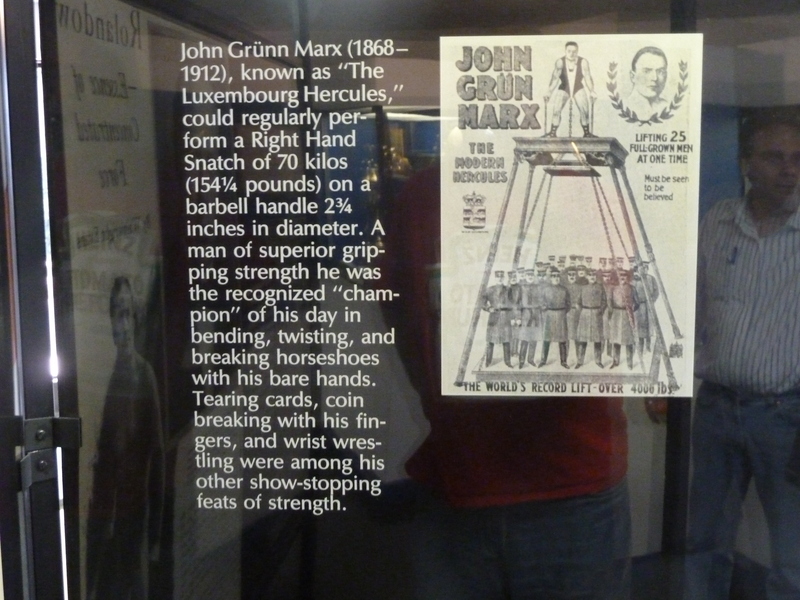 John Grünn Marx (1868–
1912), known as “The
Luxembourg Hercules,”
could regularly per-
form a Right Hand
Snatch of 70 kilos
(154¼ pounds) on a
barbell handle 2¾
inches in diameter. A
man of superior grip-
ping strength he was
the recognized “cham-
pion” of his day in
bending, twisting, and
breaking horseshoes
with his bare hands.
Tearing cards, coin
breaking with his fin-
gers, and wrist wres-
tling were among his
other show-stopping
feats of strength.
JOHN
GRÜN
MARX
THE
MODERN
HERCULES
LIFTING 25
FULL-GROWN MEN
AT ONE TIME
Must be seen
to be
believed
THE WORLD'S RECORD LIFT-OVER 4000 lbs.
Rolandow
Essence of
Concentrated
Force